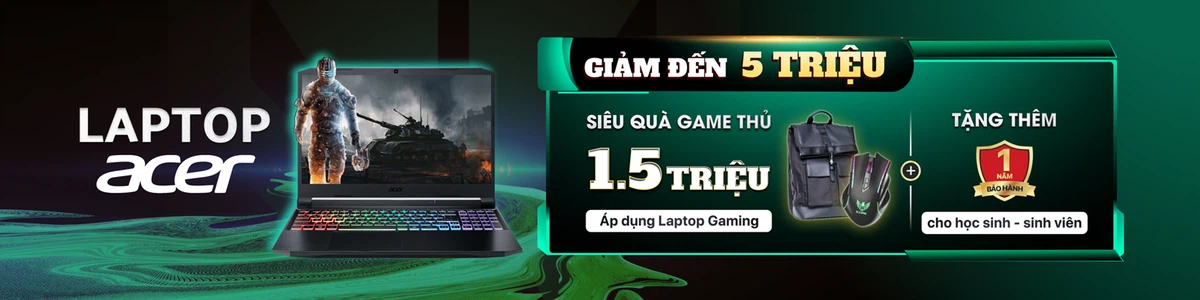 LAPTOP
acer
ACER
GIẢM ĐẾN 5 TRIỆU
SIÊU QUÀ GAME THỦ
1.5 TRIỆU
Áp dụng Laptop Gaming
+
TẶNG THÊM
1
NĂM
BẢO HÀNH
cho học sinh - sinh viên